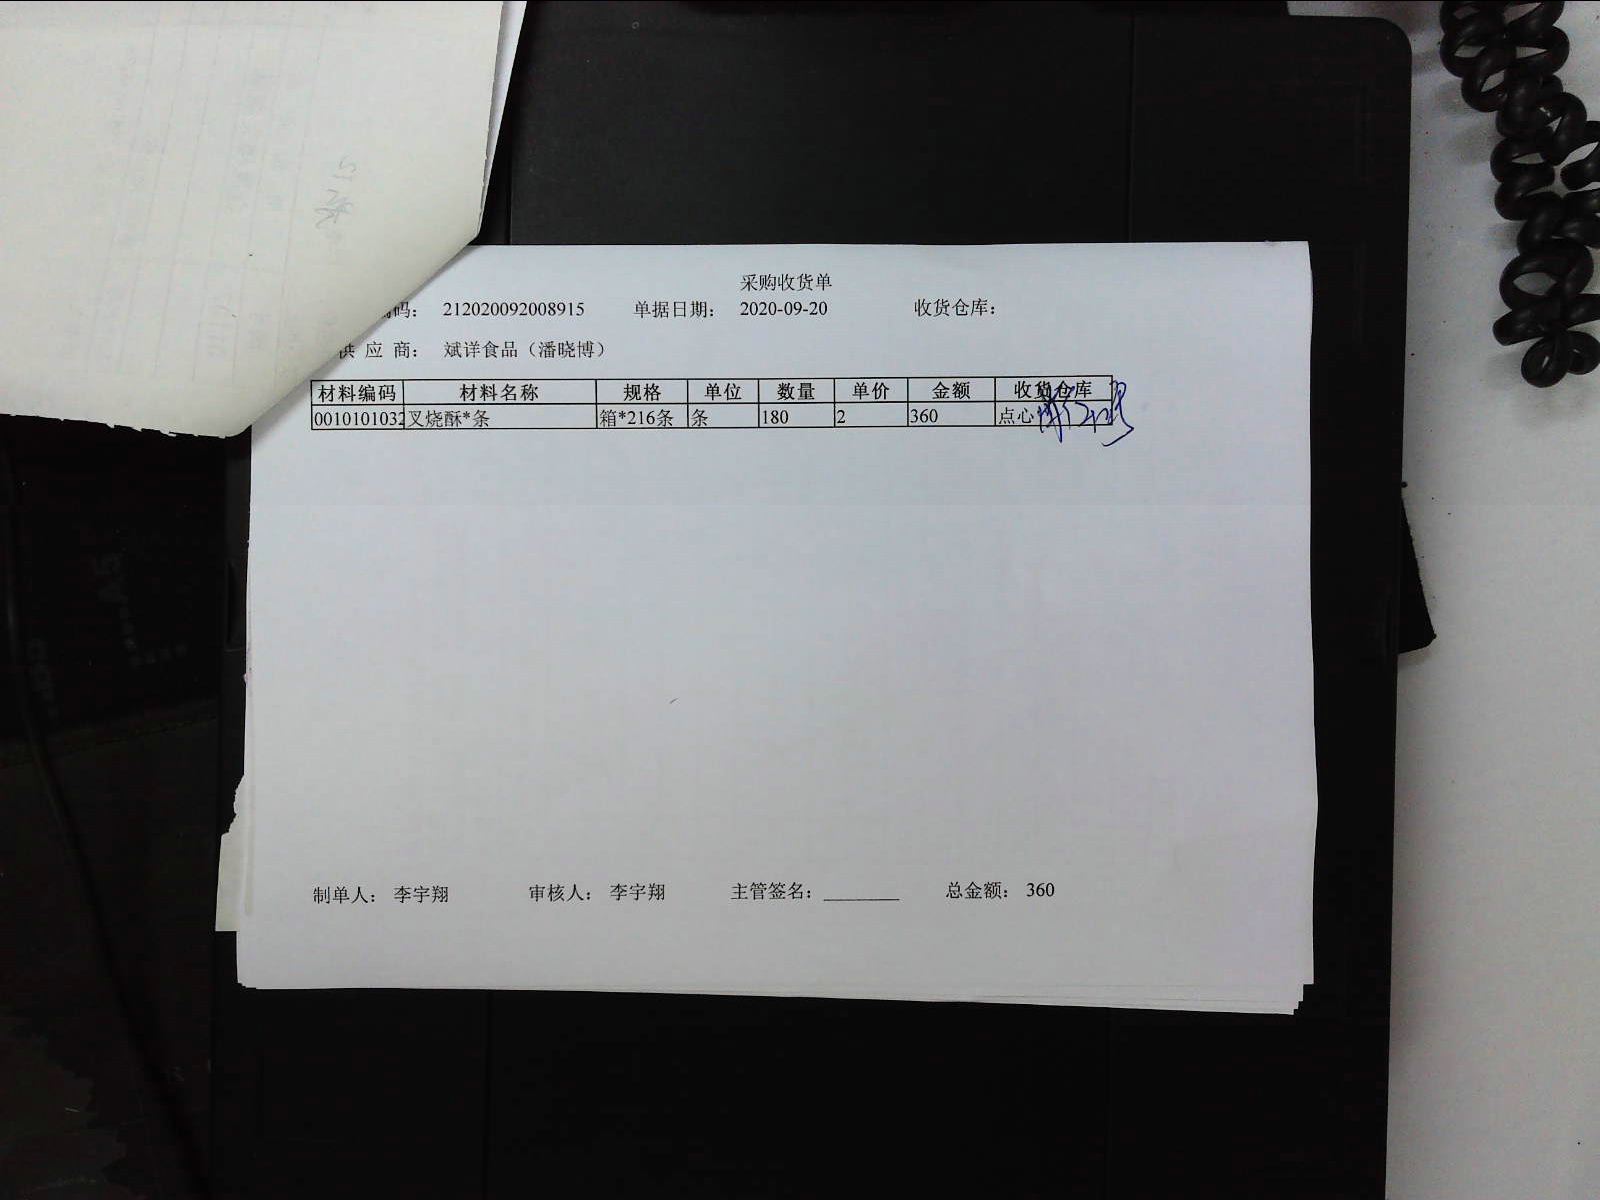 采购收货单
码： 212020092008915 单据日期： 2020-09-20 收货仓库：
供 应 商： 斌详食品（潘晓博）
材料编码 材料名称 规格 单位 数量 单价 金额 收货仓库
0010101032 叉烧酥*条 箱*216条 条 180 2 360 点心
制单人： 李宇翔 审核人： 李宇翔 主管签名： 总金额： 360